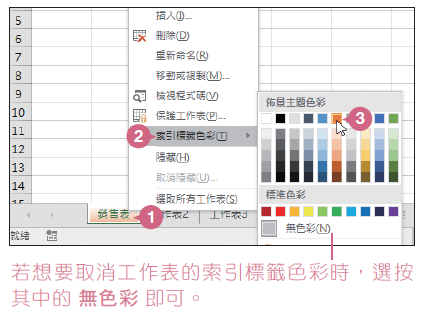 5
6
7
8
9
10
11
12
13
14
插入(I)...
刪除(D)
重新命名(R)
移動或複製(M)...
檢視程式碼(V)
保護工作表(P)...
索引標籤色彩(T)
隱藏(H)
取消隱藏(U)...
選取所有工作表(S)
佈景主題色彩
標準色彩
無色彩(N)
1
2
3
銷售表
作表2
工作表3
就緒
若想要取消工作表的索引標籤色彩時，選按
其中的 無色彩 即可。